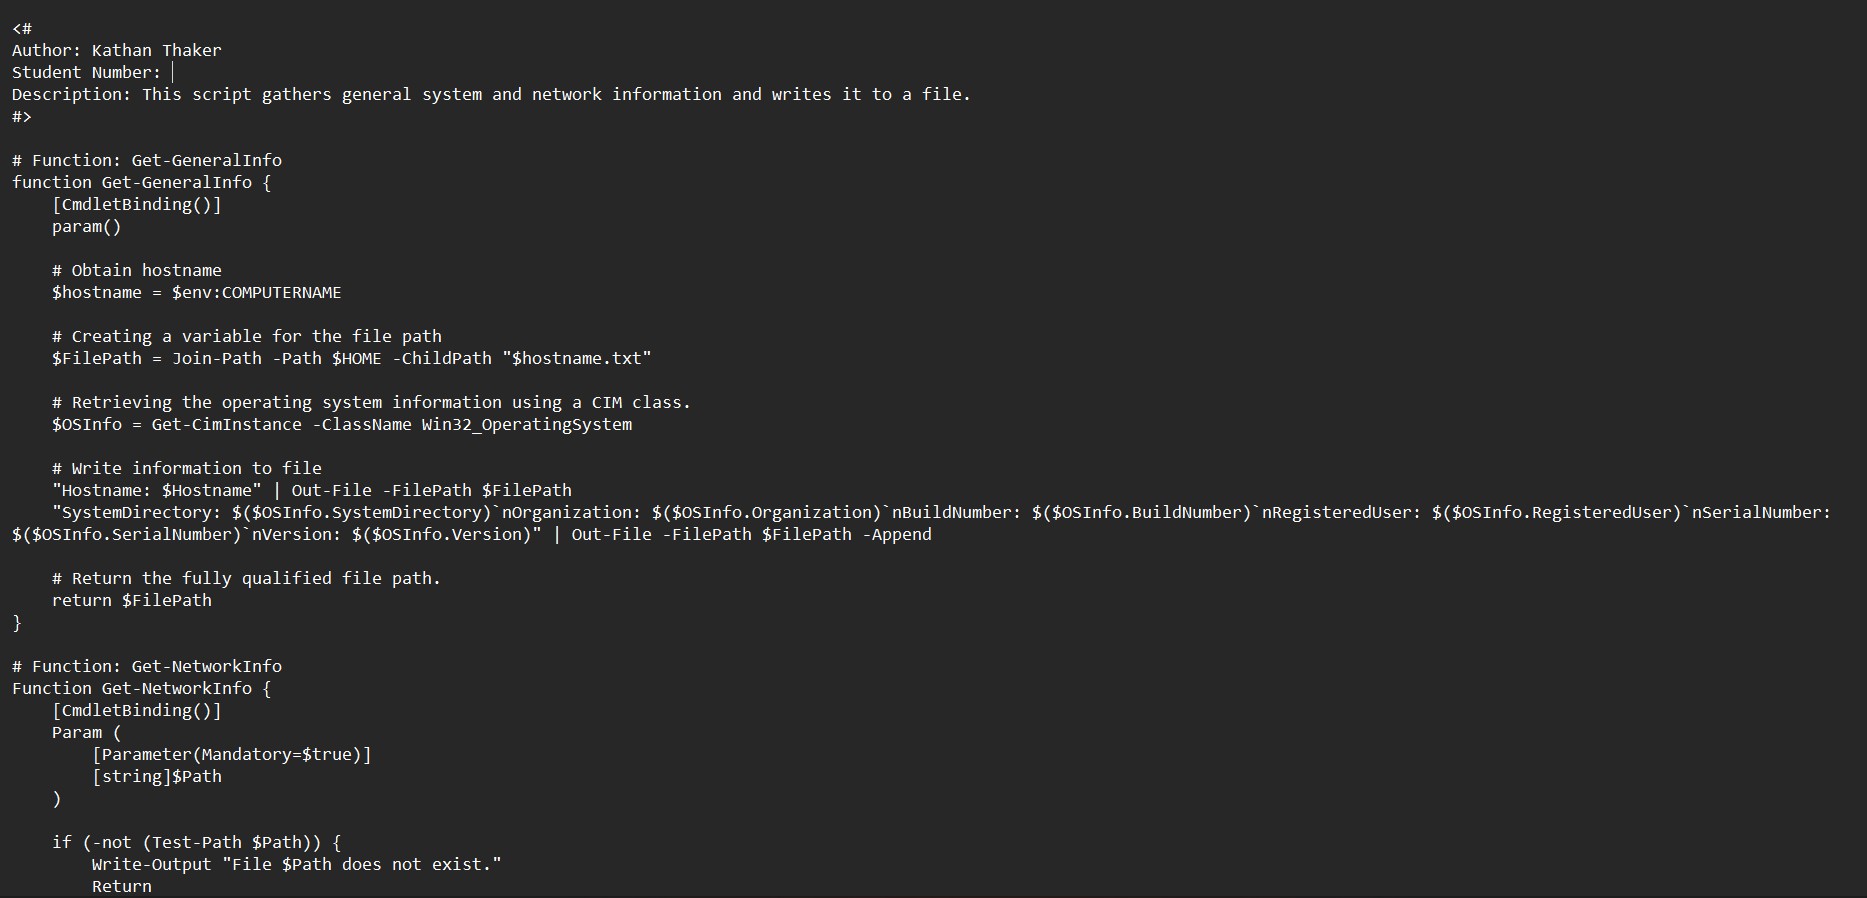 <#
Author: Kathan Thaker
Student Number:
Description: This script gathers general system and network information and writes it to a file.
#>
# Function: Get-GeneralInfo
function Get-GeneralInfo {
    [CmdletBinding()]
    param()
    # Obtain hostname
    $hostname = $env:COMPUTERNAME
    # Creating a variable for the file path
    $FilePath = Join-Path -Path $HOME -ChildPath "$hostname.txt"
    # Retrieving the operating system information using a CIM class.
    $OSInfo = Get-CimInstance -ClassName Win32_OperatingSystem
    # Write information to file
    "Hostname: $Hostname" | Out-File -FilePath $FilePath
    "SystemDirectory: $($OSInfo.SystemDirectory)`nOrganization: $($OSInfo.Organization)`nBuildNumber: $($OSInfo.BuildNumber)`nRegisteredUser: $($OSInfo.RegisteredUser)`nSerialNumber:
$($OSInfo.SerialNumber)`nVersion: $($OSInfo.Version)" | Out-File -FilePath $FilePath -Append
    # Return the fully qualified file path.
    return $FilePath
}
# Function: Get-NetworkInfo
Function Get-NetworkInfo {
    [CmdletBinding()]
    Param (
        [Parameter(Mandatory=$true)]
        [string]$Path
    )
    if (-not (Test-Path $Path)) {
        Write-Output "File $Path does not exist."
        Return